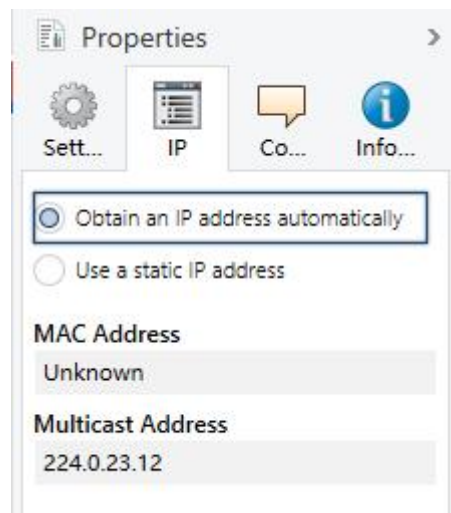 Properties
Sett... IP Co... Info...
Obtain an IP address automatically
Use a static IP address
MAC Address
Unknown
Multicast Address
224.0.23.12